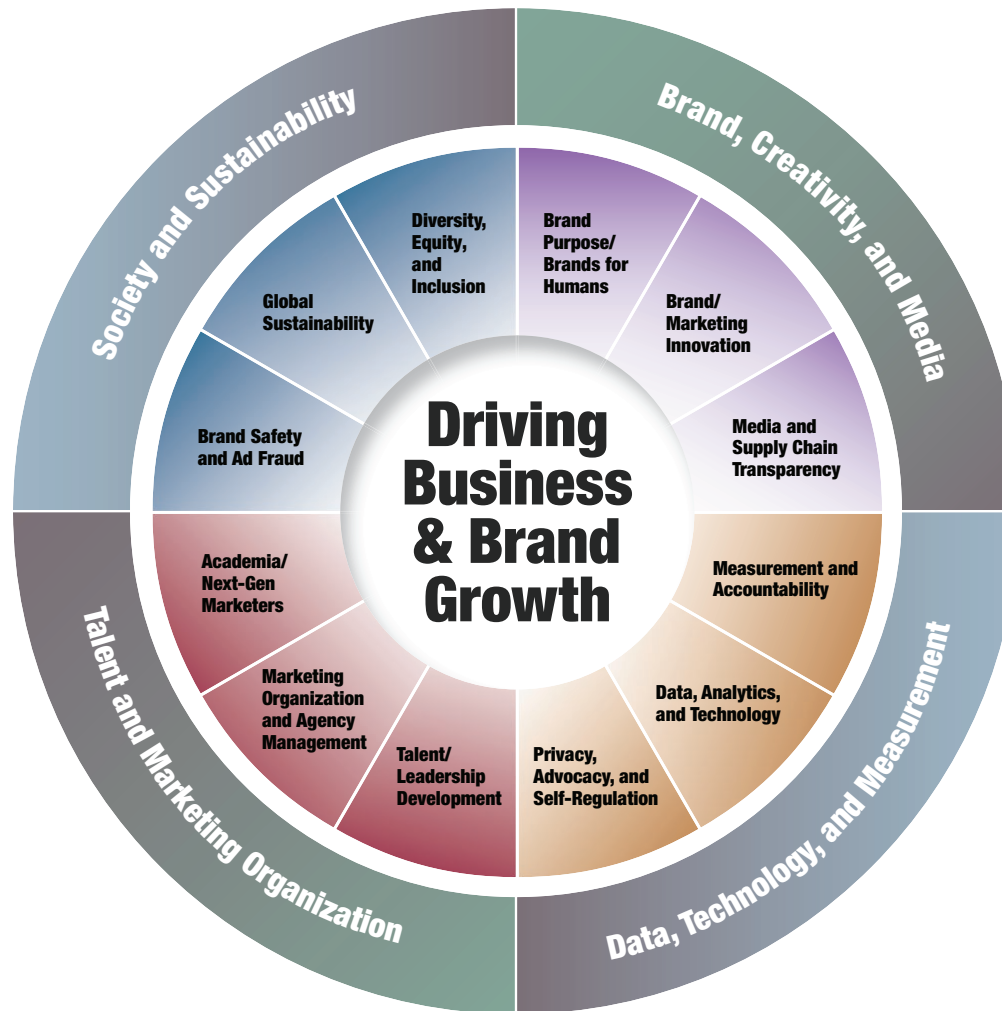 Society and Sustainability
Brand, Creativity, and Media
Diversity,
Equity,
and
Inclusion
Brand
Purpose/
Brands for
Humans
Global
Sustainability
Brand/
Marketing
Innovation
Brand Safety
and Ad Fraud
Media and
Supply Chain
Transparency
Driving
Business
& Brand
Growth
Academia/
Next-Gen
Marketers
Measurement and
Accountability
Marketing
Organization
and Agency
Management
Data, Analytics,
and Technology
Talent/
Leadership
Development
Privacy,
Advocacy, and
Self-Regulation
Talent and Marketing Organization
Data, Technology, and Measurement